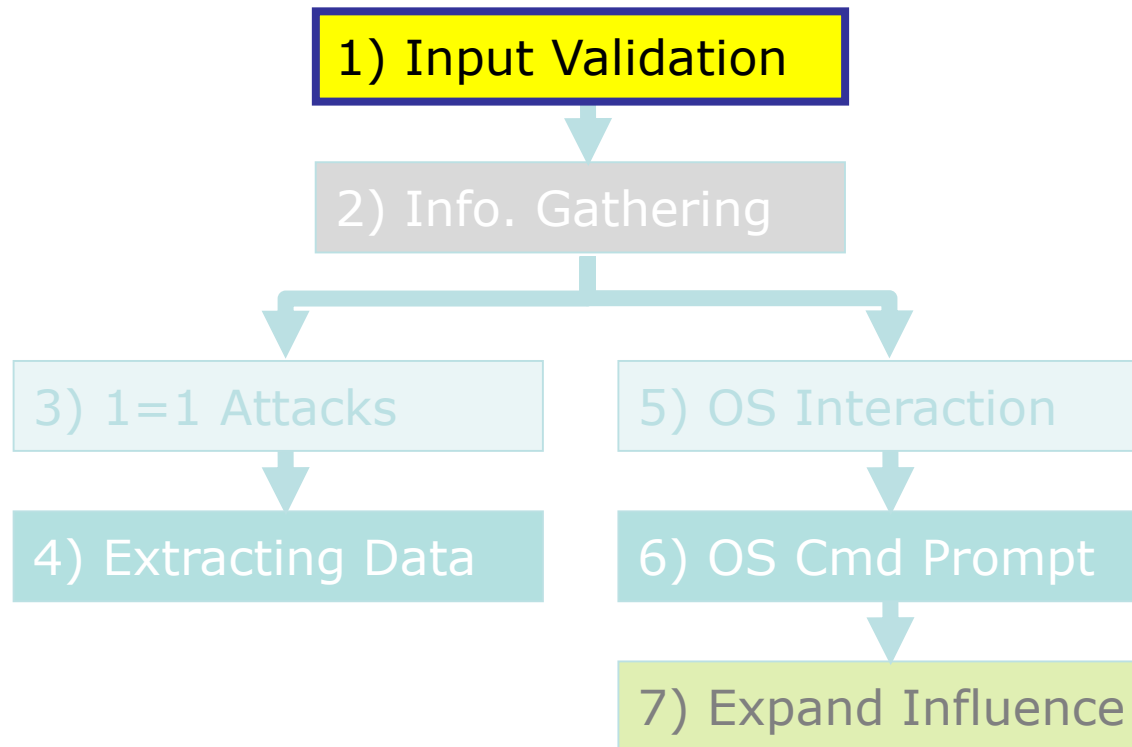 1) Input Validation
2) Info. Gathering
3) 1=1 Attacks
5) OS Interaction
4) Extracting Data
6) OS Cmd Prompt
7) Expand Influence